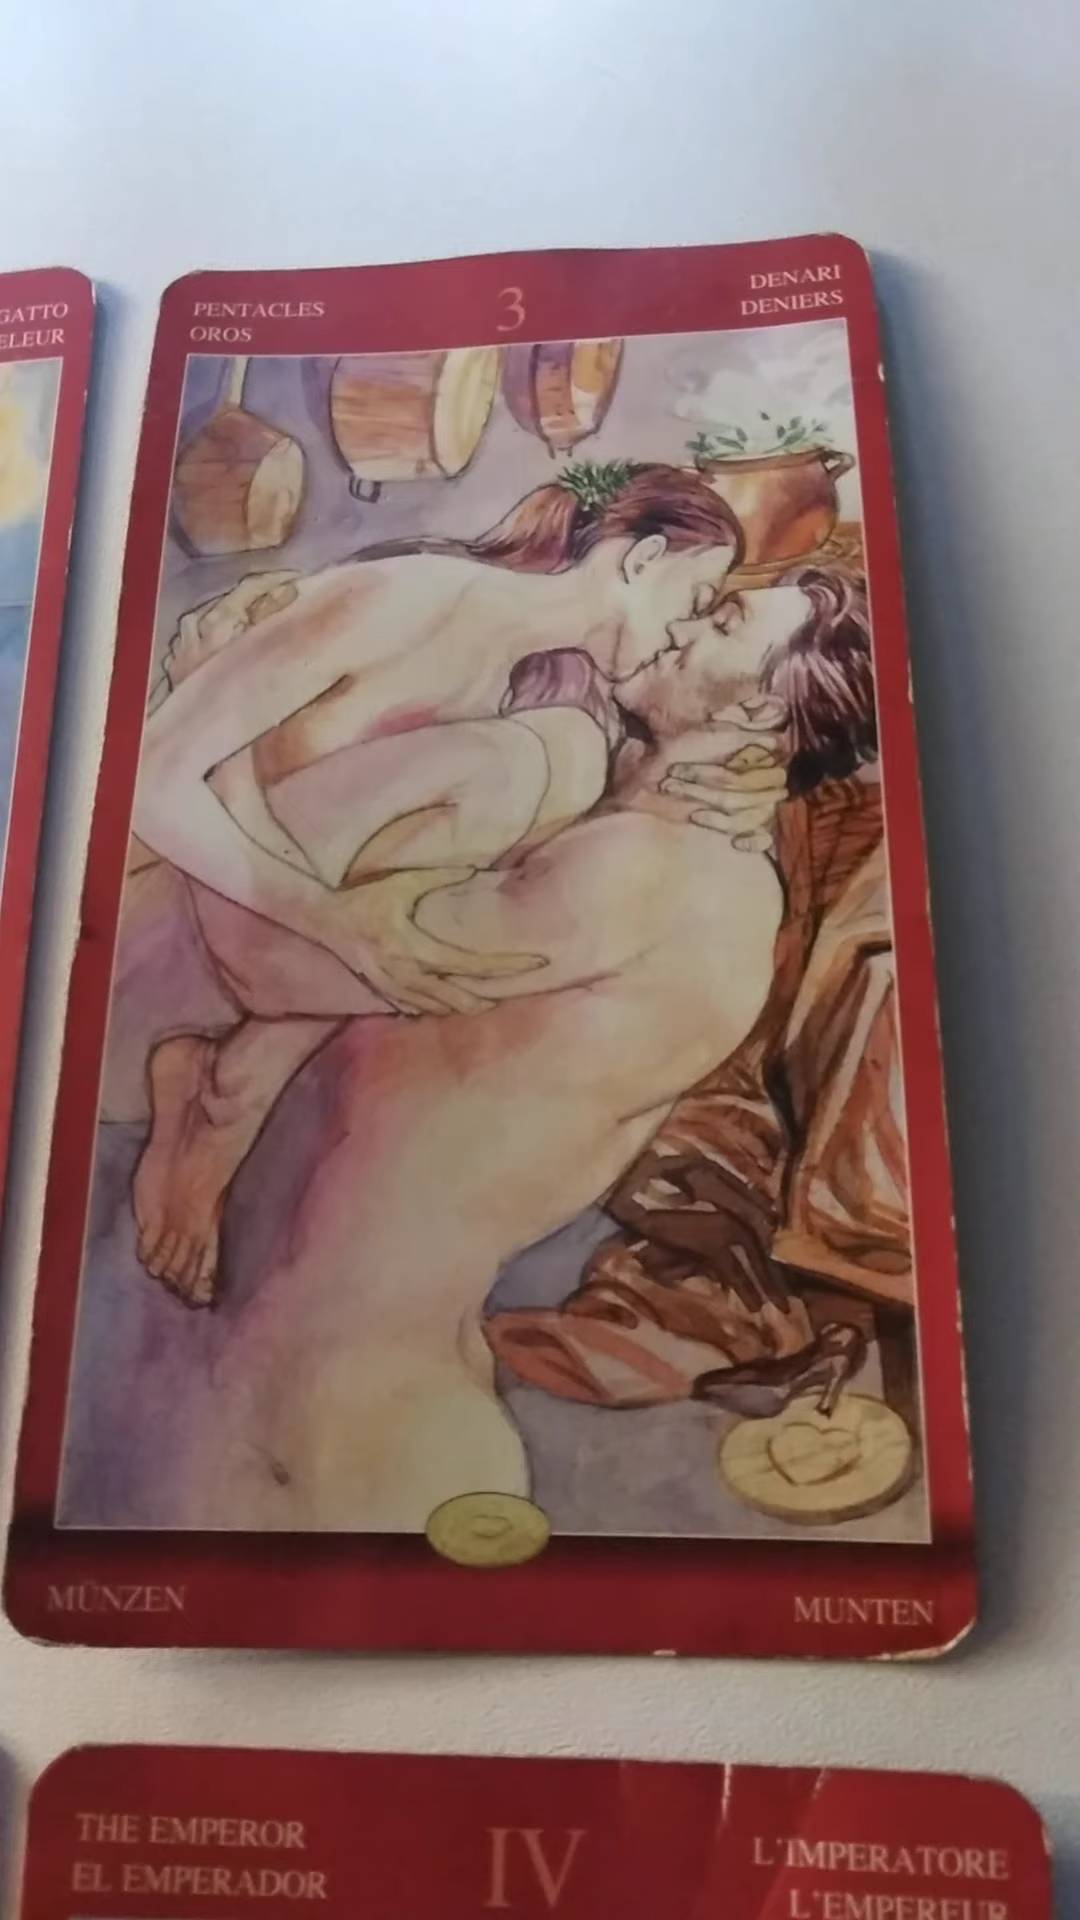 GATTO
ELEUR
PENTACLES
OROS
3
DENARI
DENIERS
MÜNZEN
MUNTEN
THE EMPEROR
EL EMPERADOR
IV
L'IMPERATORE
L'EMPEREUR